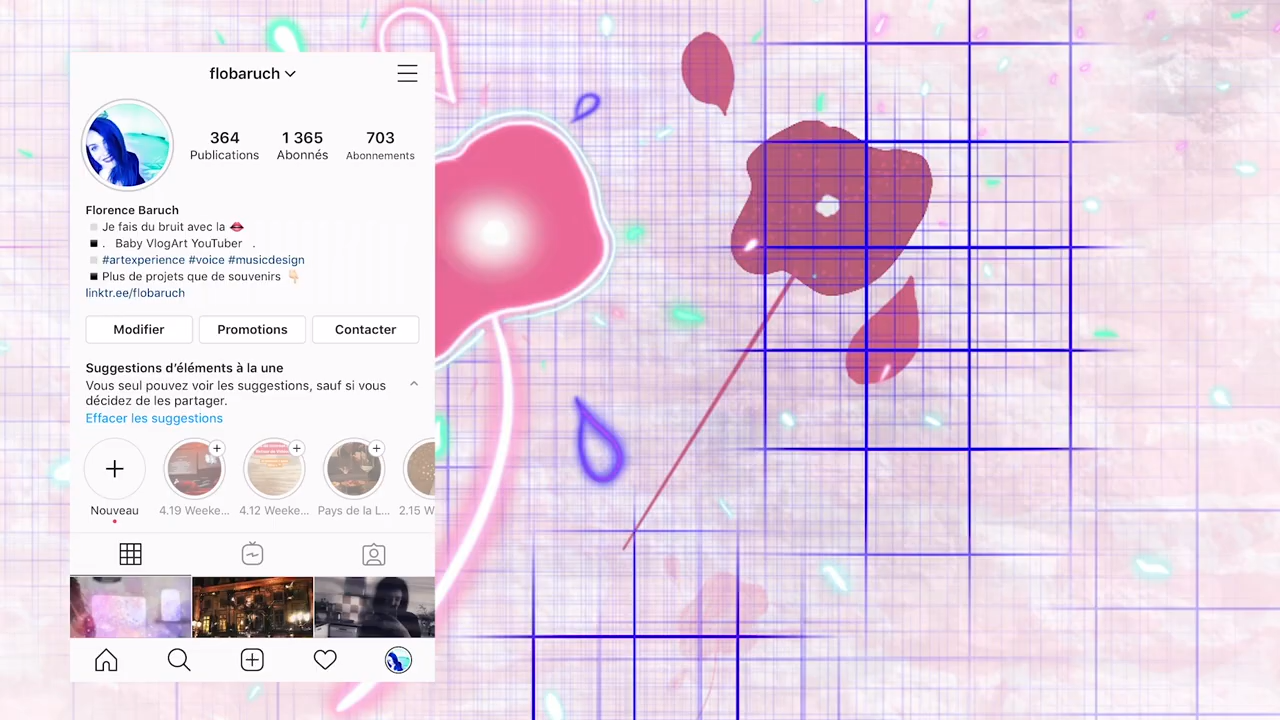 flobaruch
364 1 365 703
Publications Abonnés Abonnements
Florence Baruch
Je fais du bruit avec la
. Baby VlogArt YouTuber .
#artexperience #voice #musicdesign
Plus de projets que de souvenirs
linktr.ee/flobaruch
Modifier Promotions Contacter
Suggestions d’éléments à la une
Vous seul pouvez voir les suggestions, sauf si vous
décidez de les partager.
Effacer les suggestions
Nouveau 4.19 Weeke... 4.12 Weeke... Pays de la L... 2.15 W